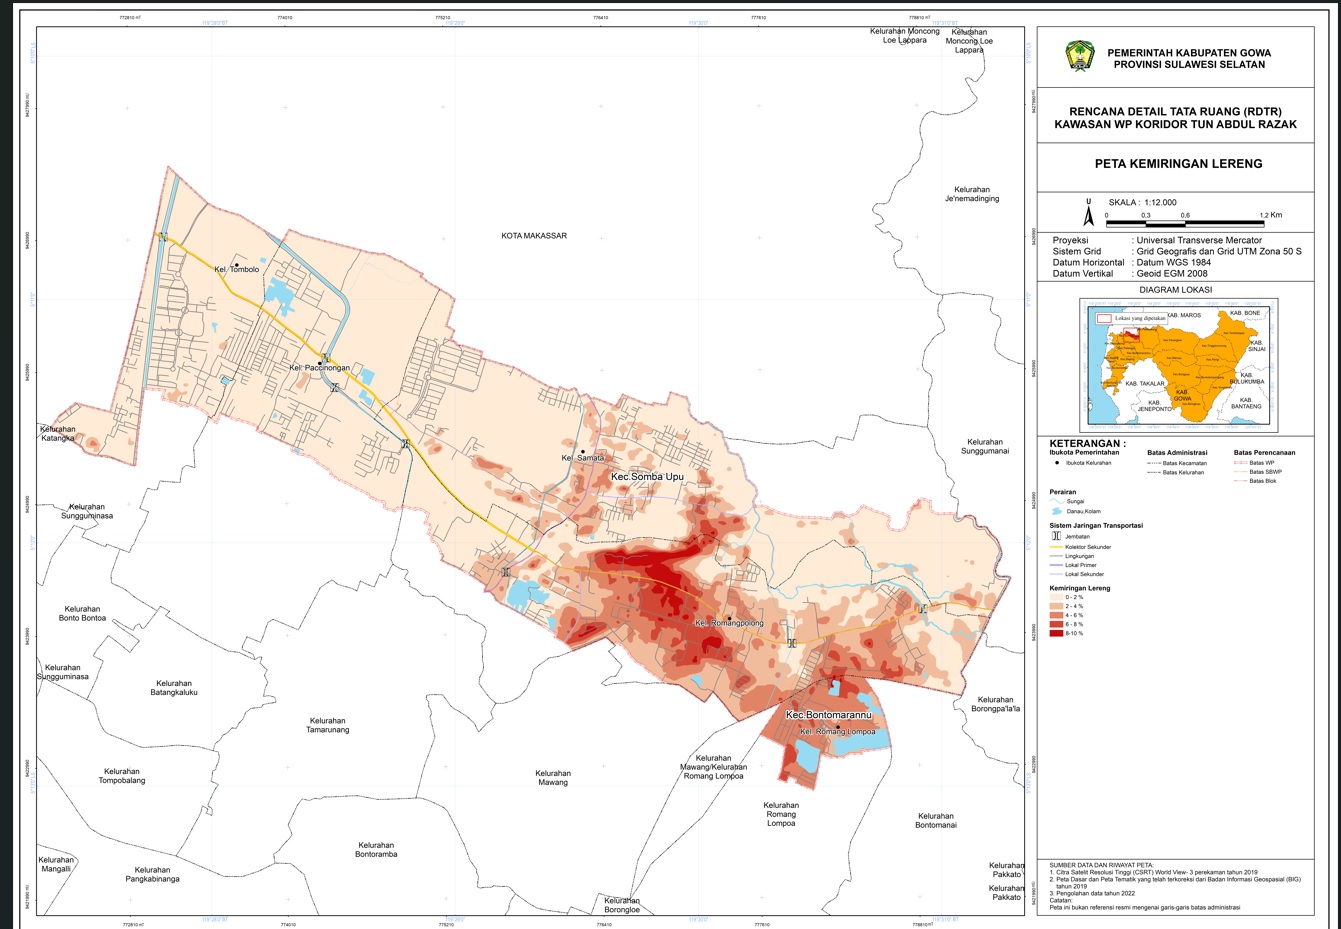 Kelurahan Moncong
Loe Lappara
Kelurahan
Moncong Loe
Lappara
Kelurahan
Je'nemadinging
KOTA MAKASSAR
Kel. Tombolo
Kel. Paccinongan
Kelurahan
Katangka
Kel. Samata
Kec.Somba Upu
Kelurahan
Sunggumanai
Kelurahan
Sungguminasa
Kelurahan
Bonto Bontoa
Kel. Romangpolong
Kelurahan
Sungguminasa
Kelurahan
Batangkaluku
Kelurahan
Tamarunang
Kec.Bontomarannu
Kel. Romang Lompoa
Kelurahan
Borongpa'la'la
Kelurahan
Tompobalang
Kelurahan
Mawang
Kelurahan
Mawang/Kelurahan
Romang Lompoa
Kelurahan
Romang
Lompoa
Kelurahan
Bontomanai
Kelurahan
Bontoramba
Kelurahan
Mangalli
Kelurahan
Pangkabinanga
Kelurahan
Pakkato
Kelurahan
Pakkato
Kelurahan
Borongloe
PEMERINTAH KABUPATEN GOWA
PROVINSI SULAWESI SELATAN
RENCANA DETAIL TATA RUANG (RDTR)
KAWASAN WP KORIDOR TUN ABDUL RAZAK
PETA KEMIRINGAN LERENG
U
SKALA : 1:12.000
0 0,3 0,6 1,2 Km
Proyeksi : Universal Transverse Mercator
Sistem Grid : Grid Geografis dan Grid UTM Zona 50 S
Datum Horizontal : Datum WGS 1984
Datum Vertikal : Geoid EGM 2008
DIAGRAM LOKASI
Lokasi yang dipetakan
KAB. MAROS
KAB. BONE
KAB.
SINJAI
KAB. TAKALAR
KAB.
BULUKUMBA
KAB.
GOWA
KAB.
JENEPONTO
KAB.
BANTAENG
KETERANGAN :
Ibukota Pemerintahan
Ibukota Kelurahan
Batas Administrasi
Batas Kecamatan
Batas Kelurahan
Batas Perencanaan
Batas WP
Batas SBWP
Batas Blok
Perairan
Sungai
Danau,Kolam
Sistem Jaringan Transportasi
Jembatan
Kolektor Sekunder
Lingkungan
Lokal Primer
Lokal Sekunder
Kemiringan Lereng
0 - 2 %
2 - 4 %
4 - 6 %
6 - 8 %
8-10 %
SUMBER DATA DAN RIWAYAT PETA:
1. Citra Satelit Resolusi Tinggi (CSRT) World View- 3 perekaman tahun 2019
2. Peta Dasar dan Peta Tematik yang telah terkoreksi dari Badan Informasi Geospasial (BIG)
tahun 2019
3. Pengolahan data tahun 2022
Catatan:
Peta ini bukan referensi resmi mengenai garis-garis batas administrasi